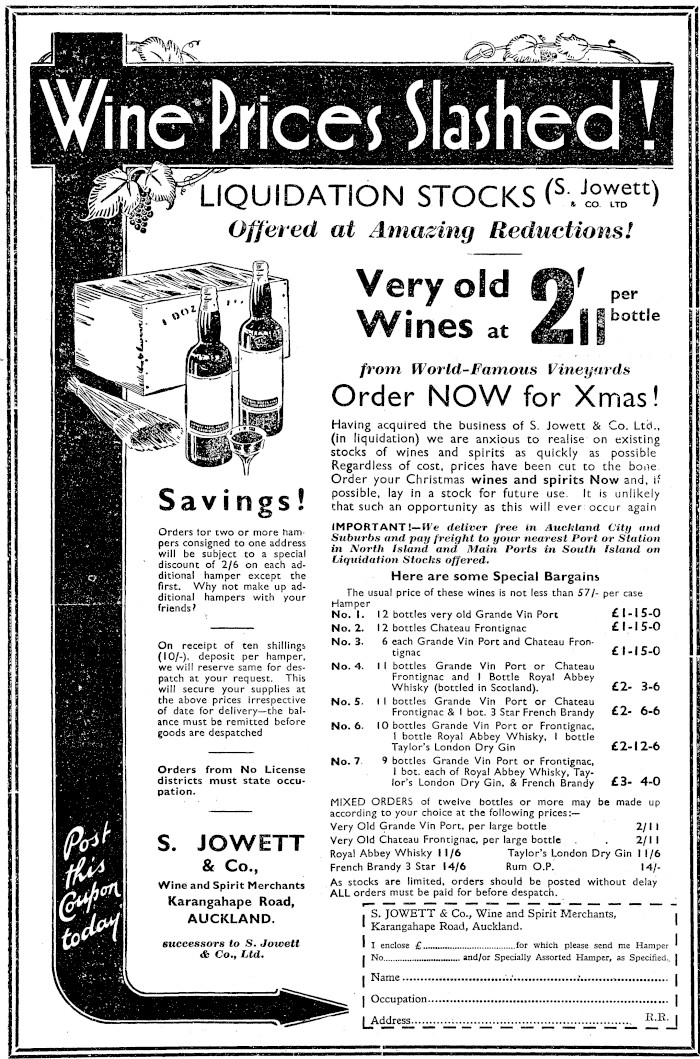 Wine Prices Slashed!
LIQUIDATION STOCKS (S. Jowett & CO. LTD)
Offered at Amazing Reductions!
1 DOZ
Very old
Wines at 2'11 per bottle
from World-Famous Vineyards
Order NOW for Xmas!
Having acquired the business of S. Jowett & Co. Ltd.,
(in liquidation) we are anxious to realise on existing
stocks of wines and spirits as quickly as possible
Regardless of cost, prices have been cut to the bone.
Order your Christmas wines and spirits Now and, if
possible, lay in a stock for future use. It is unlikely
that such an opportunity as this will ever occur again
IMPORTANT!—We deliver free in Auckland City and
Suburbs and pay freight to your nearest Port or Station
in North Island and Main Ports in South Island on
Liquidation Stocks offered.
Here are some Special Bargains
The usual price of these wines is not less than 57/- per case
Hamper
No. 1. 12 bottles very old Grande Vin Port £1-15-0
No. 2. 12 bottles Chateau Frontignac £1-15-0
No. 3. 6 each Grande Vin Port and Chateau Fron-
tignac £1-15-0
No. 4. 11 bottles Grande Vin Port or Chateau
Frontignac and 1 Bottle Royal Abbey
Whisky (bottled in Scotland). £2- 3-6
No. 5. 11 bottles Grande Vin Port or Chateau
Frontignac & 1 bot. 3 Star French Brandy £2- 6-6
No. 6. 10 bottles Grande Vin Port or Frontignac,
1 bottle Royal Abbey Whisky, 1 bottle
Taylor's London Dry Gin £2-12-6
No. 7. 9 bottles Grande Vin Port or Frontignac,
1 bot. each of Royal Abbey Whisky, Tay-
lor's London Dry Gin, & French Brandy £3- 4-0
MIXED ORDERS of twelve bottles or more may be made up
according to your choice at the following prices:—
Very Old Grande Vin Port, per large bottle 2/11
Very Old Chateau Frontignac, per large bottle . . 2/11
Royal Abbey Whisky 11/6 Taylor's London Dry Gin 11/6
French Brandy 3 Star 14/6 Rum O.P. 14/-
As stocks are limited, orders should be posted without delay
ALL orders must be paid for before despatch.
Savings!
Orders for two or more ham-
pers consigned to one address
will be subject to a special
discount of 2/6 on each ad-
ditional hamper except the
first. Why not make up ad-
ditional hampers with your
friends?
On receipt of ten shillings
(10/-), deposit per hamper,
we will reserve same for des-
patch at your request. This
will secure your supplies at
the above prices irrespective
of date for delivery—the bal-
ance must be remitted before
goods are despatched
Orders from No License
districts must state occu-
pation.
S. JOWETT
& Co.,
Wine and Spirit Merchants
Karangahape Road,
AUCKLAND.
successors to S. Jowett
& Co., Ltd.
Post
this
Coupon
today
S. JOWETT & Co., Wine and Spirit Merchants,
Karangahape Road, Auckland.
I enclose £..............................for which please send me Hamper
No......................... and/or Specially Assorted Hamper, as Specified.
Name ..............................
Occupation..............................
Address.............................. R.R.